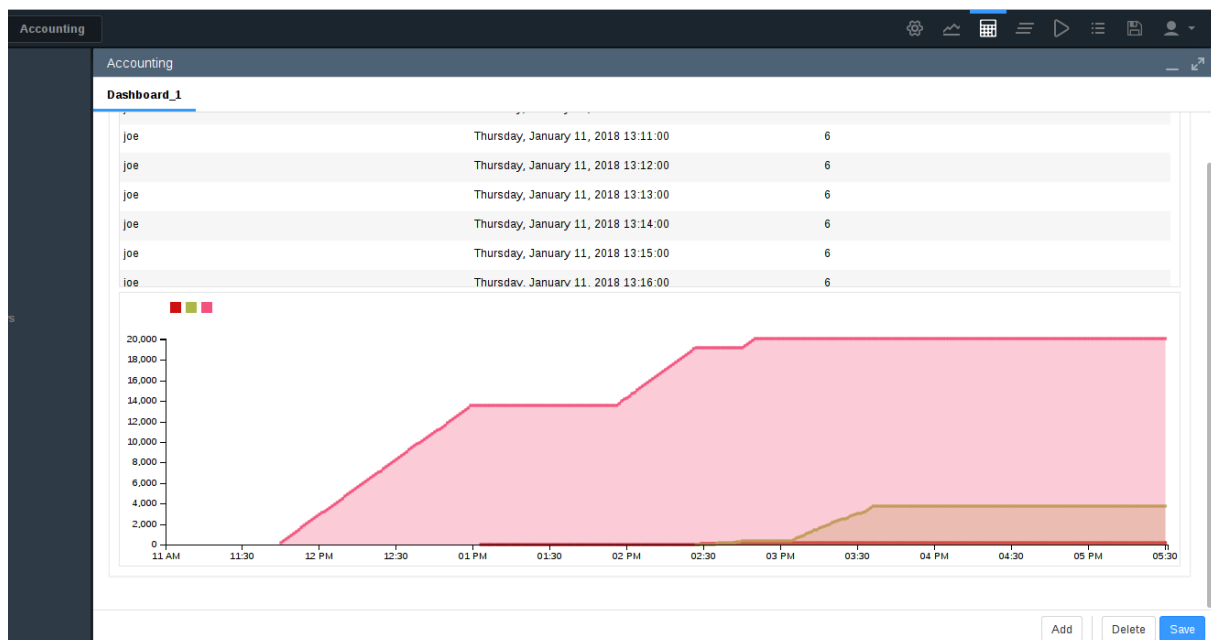 Accounting
Accounting
Dashboard_1
joe Thursday, January 11, 2018 13:11:00 6
joe Thursday, January 11, 2018 13:12:00 6
joe Thursday, January 11, 2018 13:13:00 6
joe Thursday, January 11, 2018 13:14:00 6
joe Thursday, January 11, 2018 13:15:00 6
joe Thursday, January 11, 2018 13:16:00 6
20,000
18,000
16,000
14,000
12,000
10,000
8,000
6,000
4,000
2,000
0
11 AM 11:30 12 PM 12:30 01 PM 01:30 02 PM 02:30 03 PM 03:30 04 PM 04:30 05 PM 05:30
Add Delete Save